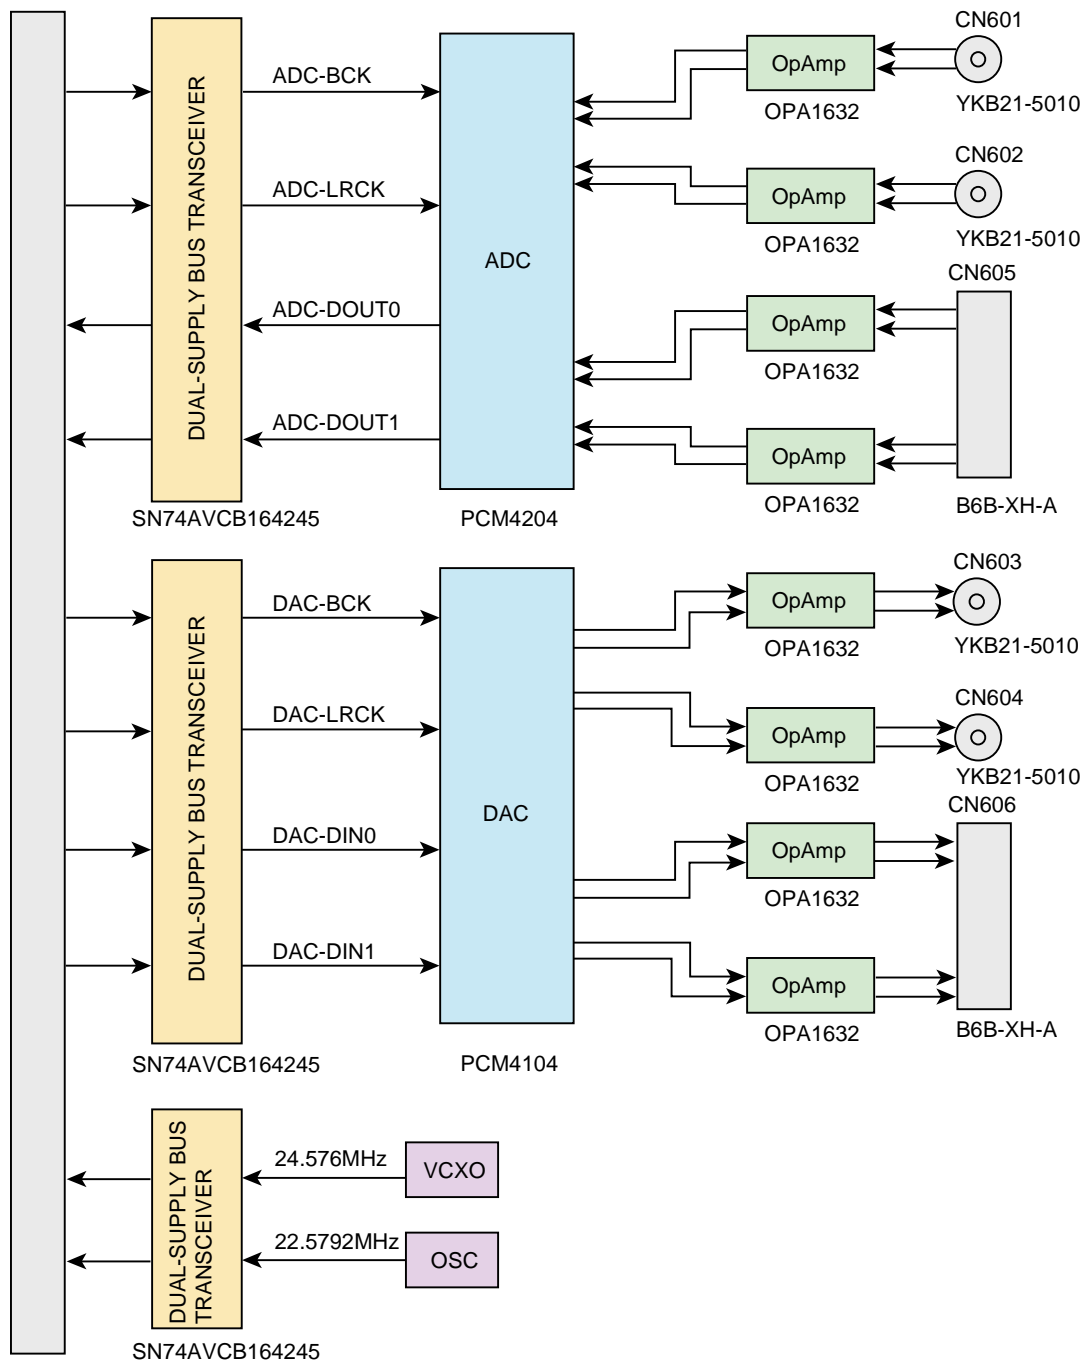 CN601
OpAmp
YKB21-5010
OPA1632
ADC-BCK
CN602
OpAmp
YKB21-5010
OPA1632
ADC-LRCK
DUAL-SUPPLY BUS TRANSCEIVER
ADC
CN605
ADC-DOUT0
OpAmp
OPA1632
ADC-DOUT1
OpAmp
OPA1632
B6B-XH-A
SN74AVCB164245
PCM4204
CN603
OpAmp
OPA1632
YKB21-5010
DAC-BCK
CN604
DAC-LRCK
OpAmp
OPA1632
YKB21-5010
DUAL-SUPPLY BUS TRANSCEIVER
DAC
CN606
DAC-DIN0
OpAmp
OPA1632
DAC-DIN1
OpAmp
OPA1632
B6B-XH-A
SN74AVCB164245
PCM4104
24.576MHz
VCXO
DUAL-SUPPLY BUS
TRANSCEIVER
22.5792MHz
OSC
SN74AVCB164245